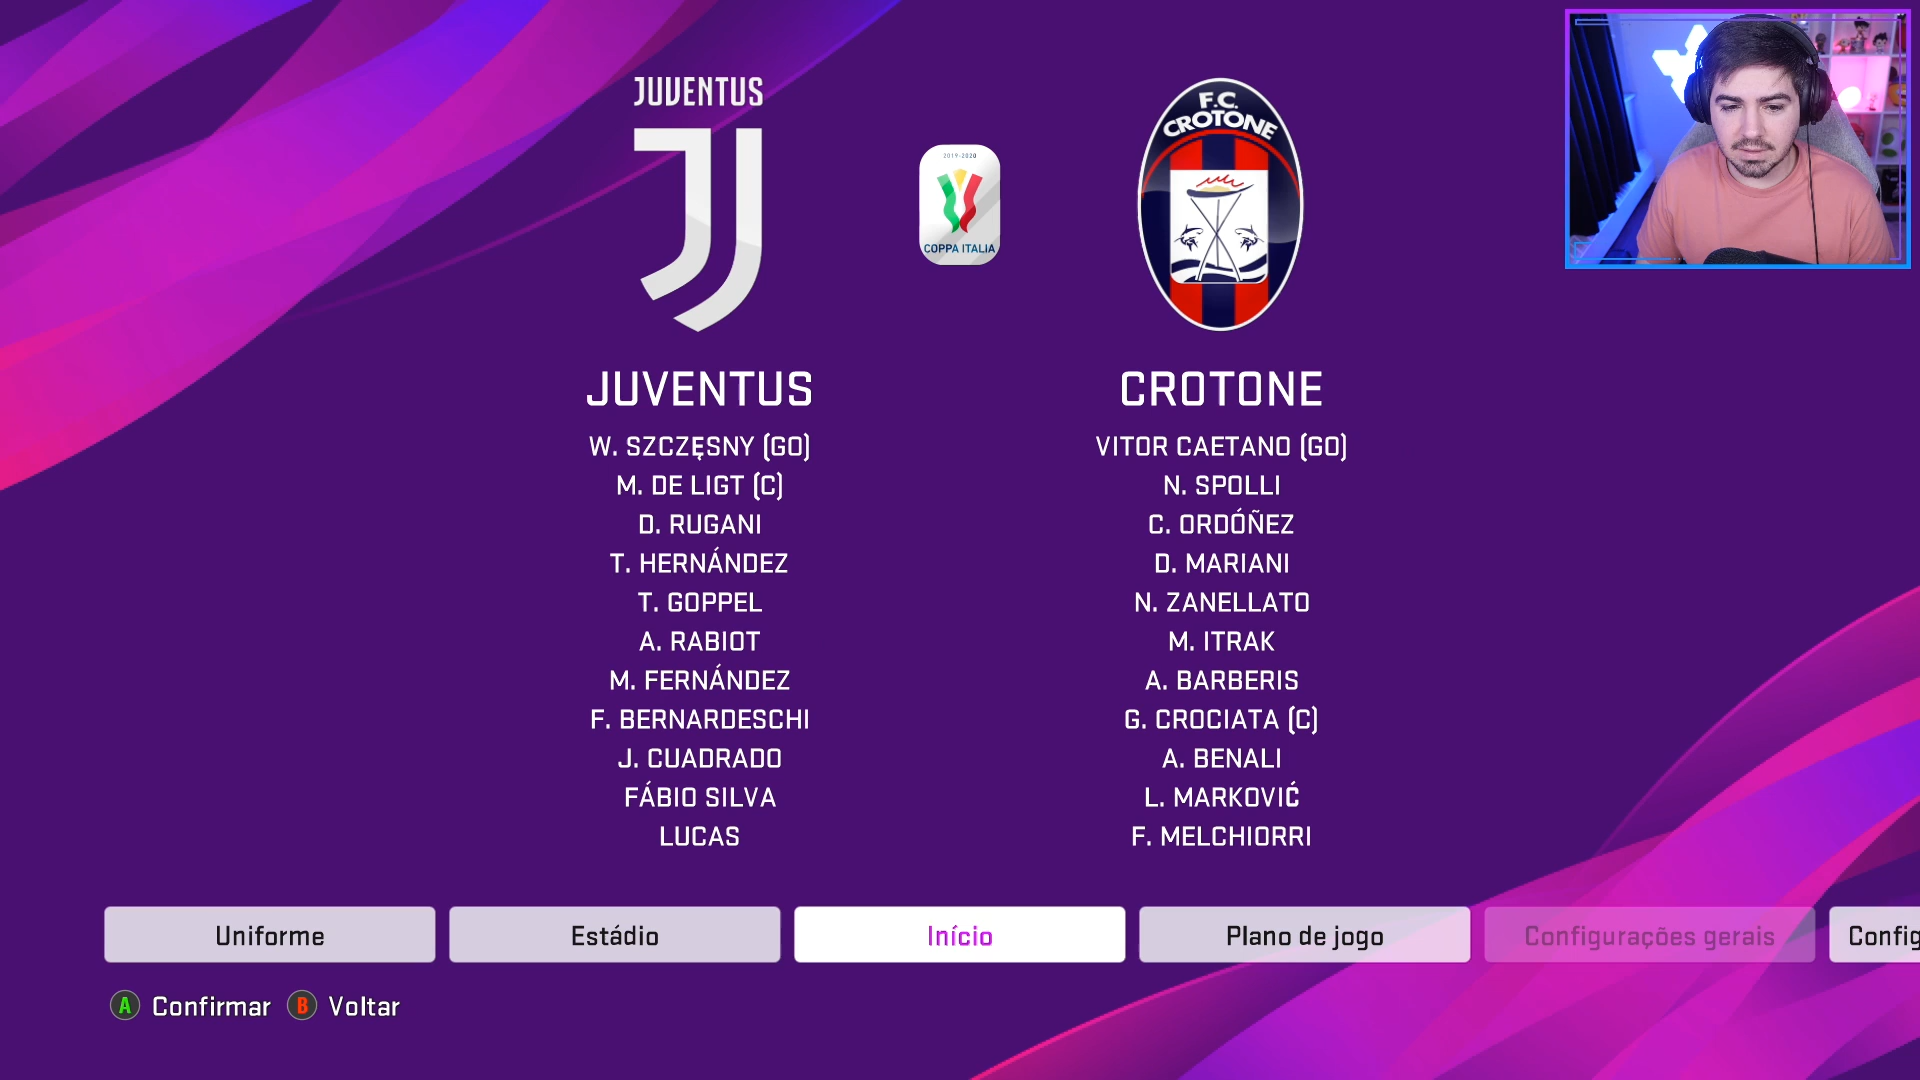 JUVENTUS
2019-2020
COPPA ITALIA
F.C.
CROTONE
JUVENTUS
W. SZCZĘSNY (GO)
M. DE LIGT (C)
D. RUGANI
T. HERNÁNDEZ
T. GOPPEL
A. RABIOT
M. FERNÁNDEZ
F. BERNARDESCHI
J. CUADRADO
FÁBIO SILVA
LUCAS
CROTONE
VITOR CAETANO (GO)
N. SPOLLI
C. ORDÓÑEZ
D. MARIANI
N. ZANELLATO
M. ITRAK
A. BARBERIS
G. CROCIATA (C)
A. BENALI
L. MARKOVIĆ
F. MELCHIORRI
Uniforme
Estádio
Início
Plano de jogo
Configurações gerais
Config
A Confirmar B Voltar